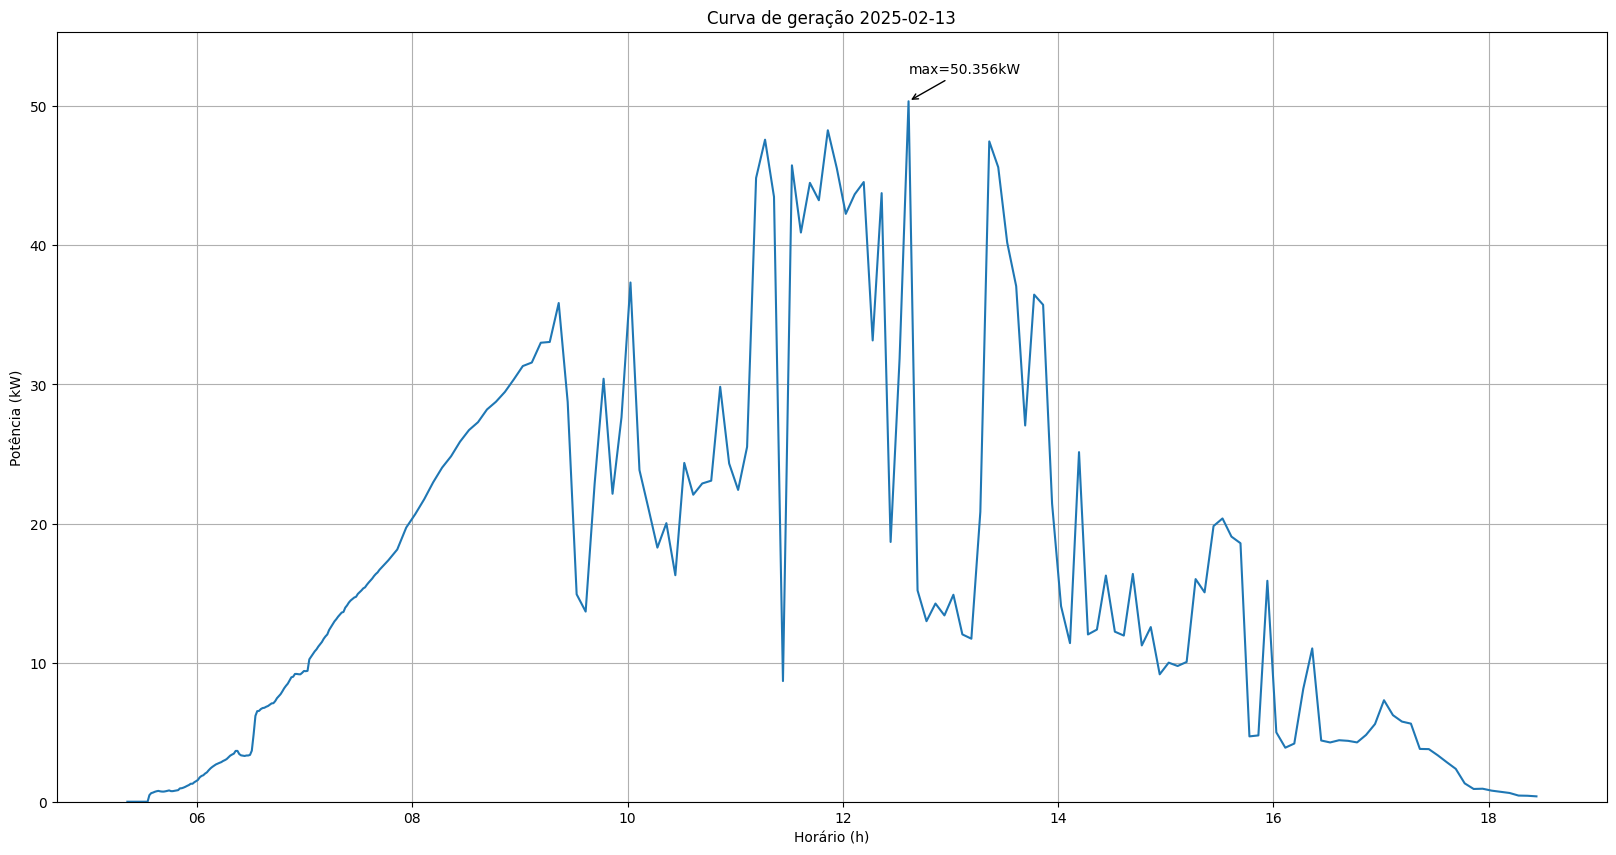 Curva de geração 2025-02-13
max=50.356kW
50
40
30
20
10
0
Potência (kW)
06 08 10 12 14 16 18
Horário (h)